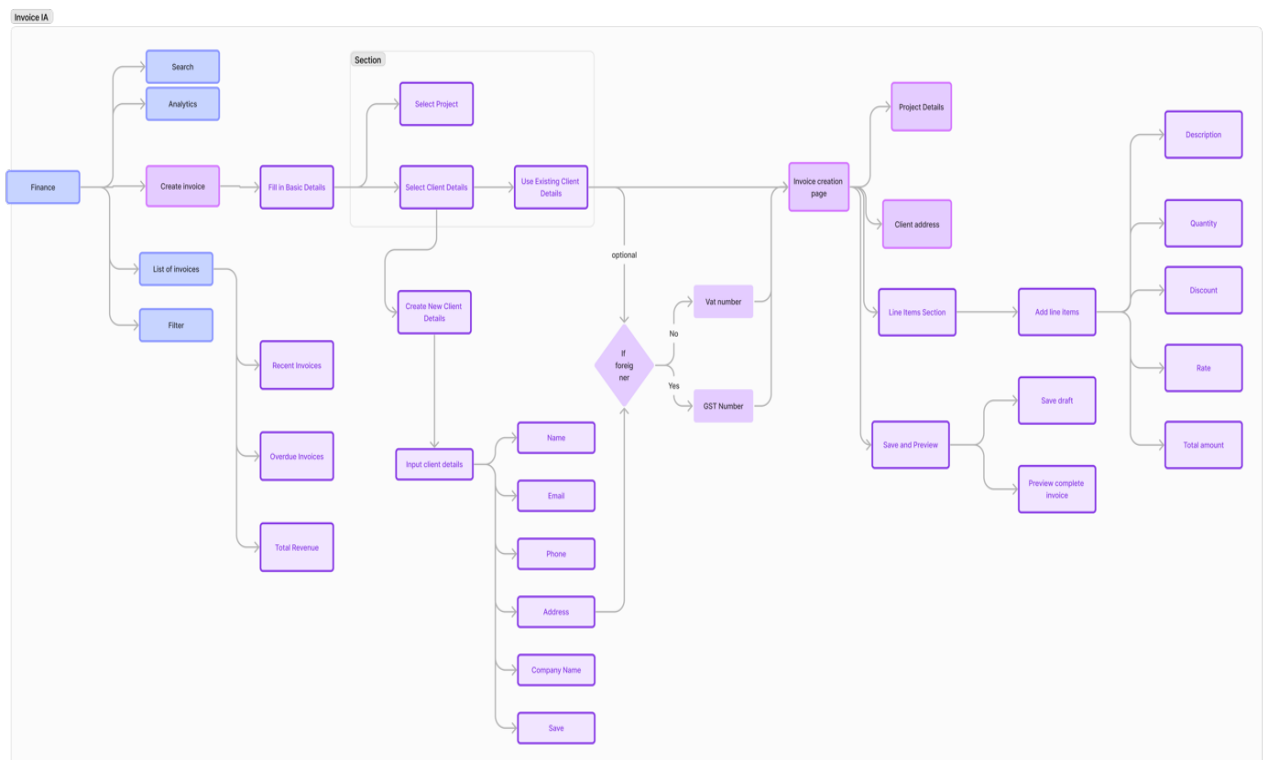 Invoice IA
Section
Search
Analytics
Select Project
Project Details
Description
Finance
Create invoice
Fill in Basic Details
Select Client Details
Use Existing Client
Details
Invoice creation
page
Client address
Quantity
optional
List of invoices
Filter
Create New Client
Details
Vat number
No
If
foreig
ner
Yes
GST Number
Line Items Section
Add line items
Discount
Rate
Recent Invoices
Save draft
Overdue Invoices
Input client details
Name
Save and Preview
Total amount
Preview complete
invoice
Email
Total Revenue
Phone
Address
Company Name
Save